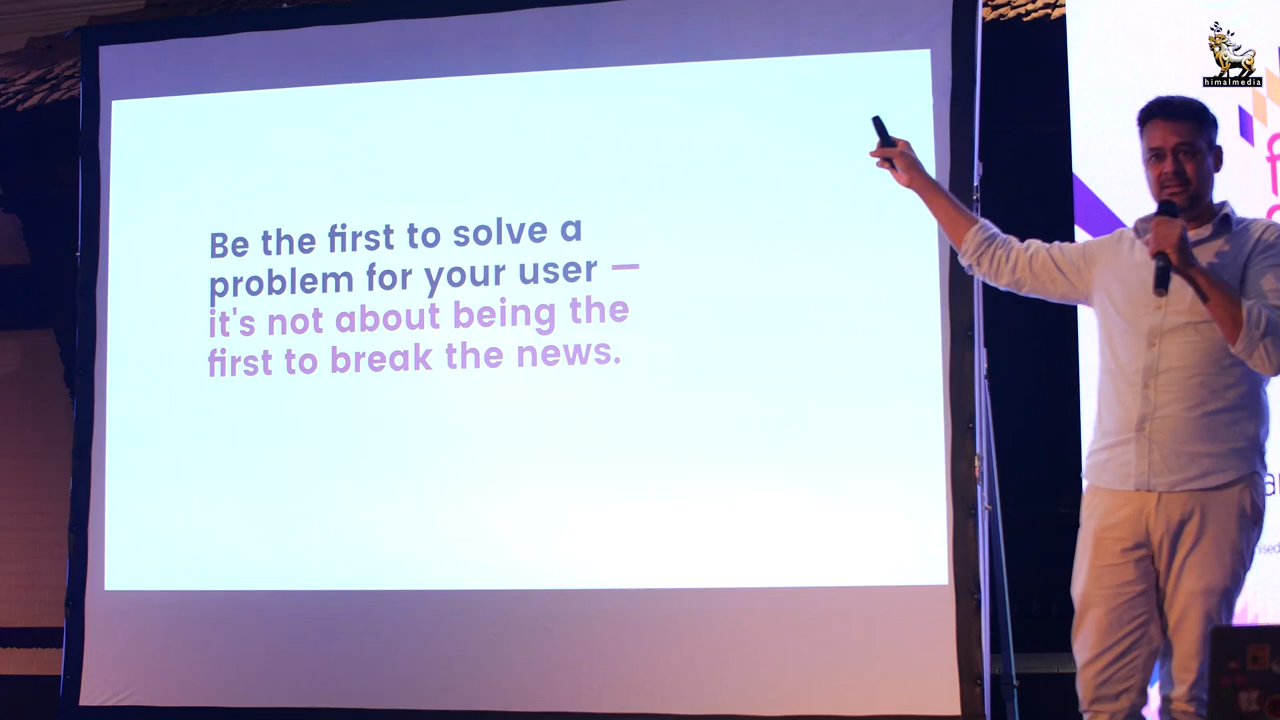 himalmedia
Be the first to solve a
problem for your user —
it's not about being the
first to break the news.